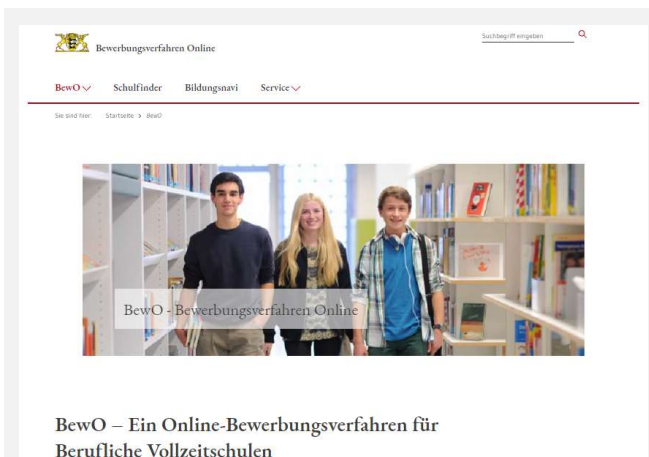 Bewerbungsverfahren Online
Suchbegriff eingeben
BewO Schulfinder Bildungsnavi Service
Sie sind hier: Startseite > BewO
BewO - Bewerbungsverfahren Online
BewO – Ein Online-Bewerbungsverfahren für
Berufliche Vollzeitschulen